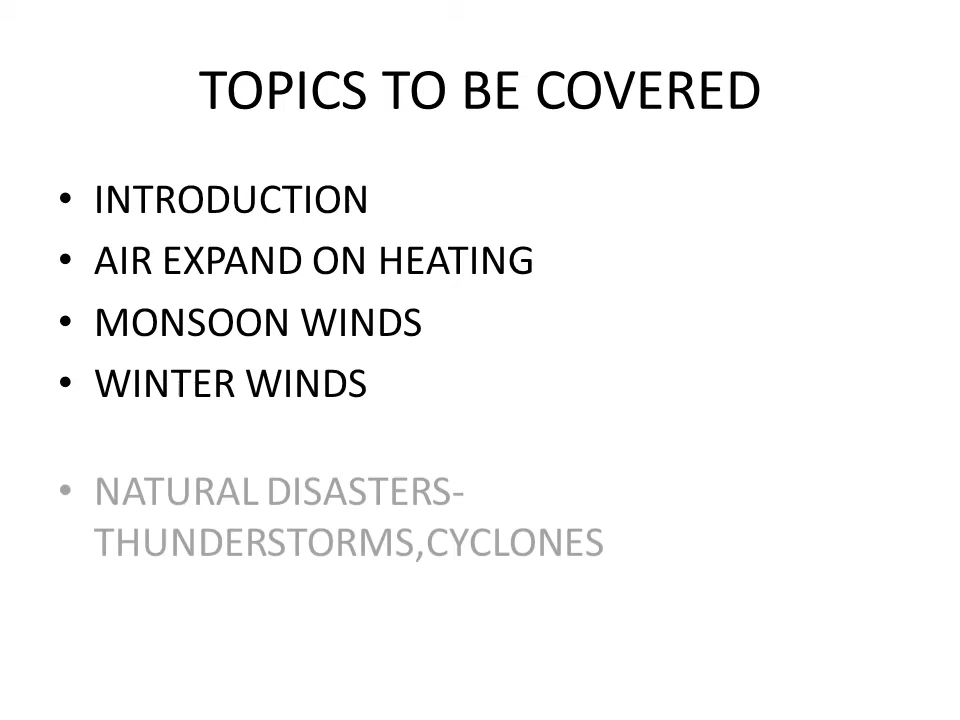 TOPICS TO BE COVERED
• INTRODUCTION
• AIR EXPAND ON HEATING
• MONSOON WINDS
• WINTER WINDS
• NATURAL DISASTERS-
THUNDERSTORMS,CYCLONES